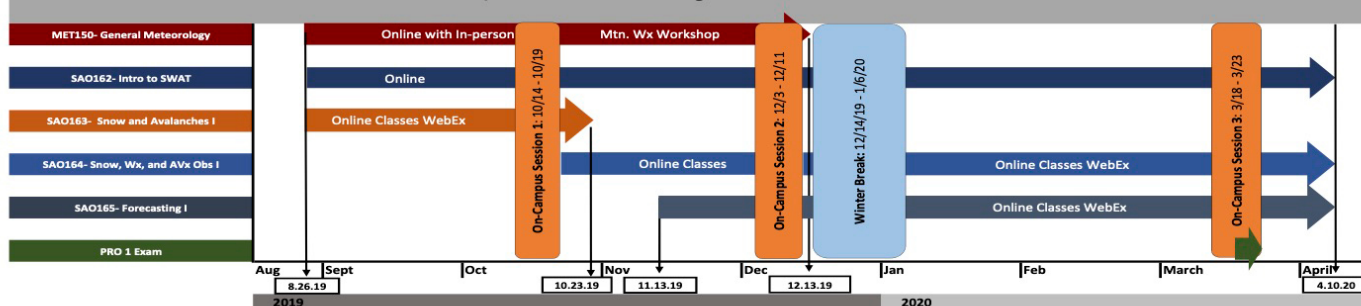 MET150- General Meteorology
Online with In-person
Mtn. Wx Workshop
SAO162- Intro to SWAT
Online
SAO163- Snow and Avalanches I
Online Classes WebEx
SAO164- Snow, Wx, and AVx Obs I
Online Classes
Online Classes WebEx
SAO165- Forecasting I
Online Classes WebEx
PRO 1 Exam
On-Campus Session 1: 10/14 - 10/19
On-Campus Session 2: 12/3 - 12/11
Winter Break: 12/14/19 - 1/6/20
On-Campus Session 3: 3/18 - 3/23
Aug Sept Oct Nov Dec Jan Feb March April
8.26.19 10.23.19 11.13.19 12.13.19 4.10.20
2019 2020